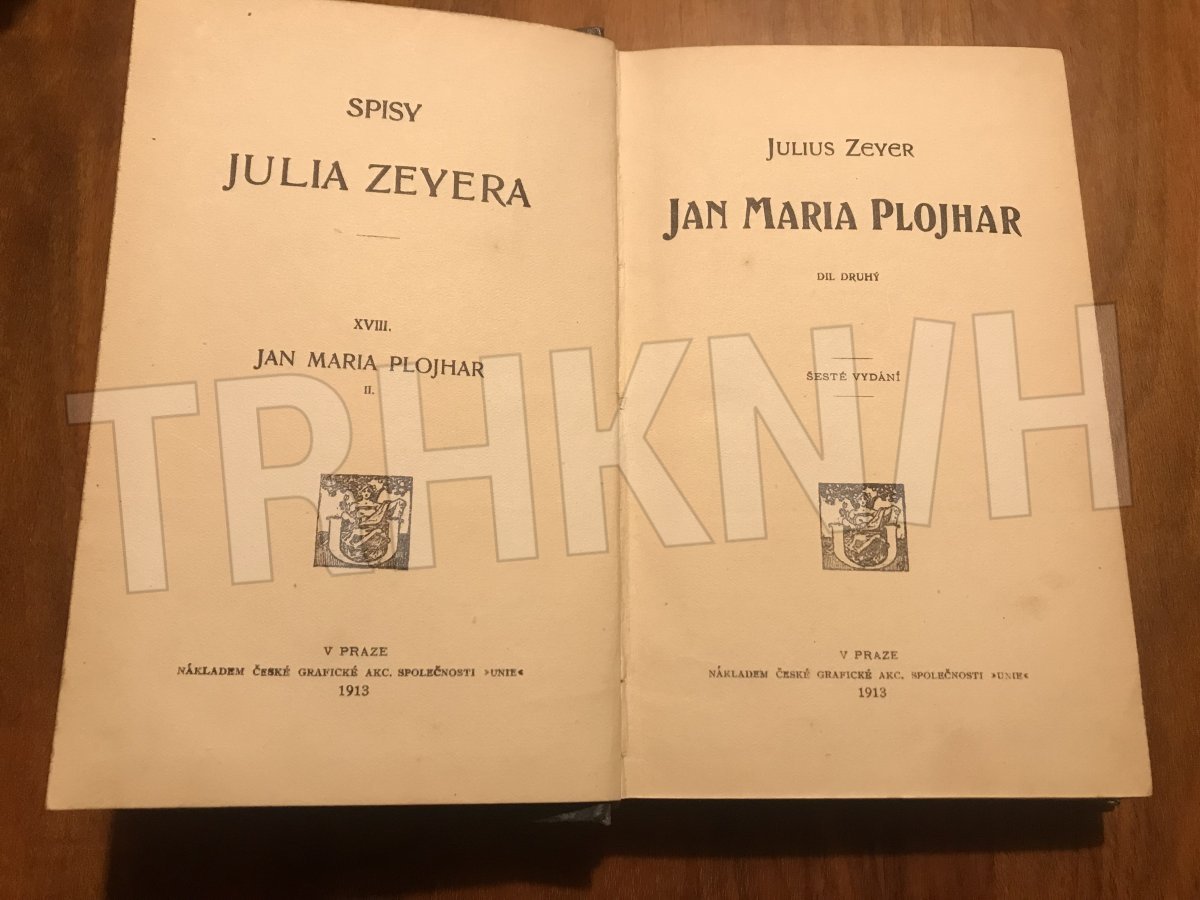 SPISY
JULIA ZEYERA
XVIII.
JAN MARIA PLOJHAR
II.
V PRAZE
NÁKLADEM ČESKÉ GRAFICKÉ AKC. SPOLEČNOSTI »UNIE«
1913
JULIUS ZEYER
JAN MARIA PLOJHAR
DIL DRUHÝ
ŠESTÉ VYDÁNÍ
V PRAZE
NÁKLADEM ČESKÉ GRAFICKÉ AKC. SPOLEČNOSTI »UNIE«
1913
TRHKNIH